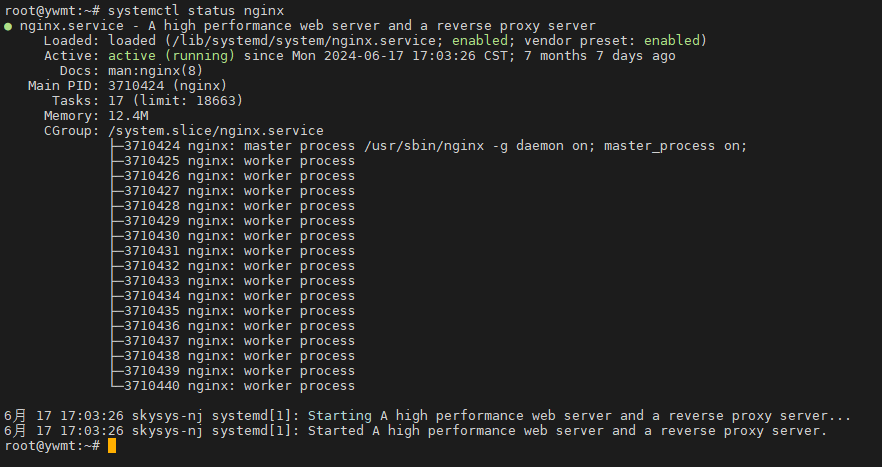 root@ywmt:~# systemctl status nginx
● nginx.service - A high performance web server and a reverse proxy server
     Loaded: loaded (/lib/systemd/system/nginx.service; enabled; vendor preset: enabled)
     Active: active (running) since Mon 2024-06-17 17:03:26 CST; 7 months 7 days ago
       Docs: man:nginx(8)
   Main PID: 3710424 (nginx)
      Tasks: 17 (limit: 18663)
     Memory: 12.4M
     CGroup: /system.slice/nginx.service
             ├─3710424 nginx: master process /usr/sbin/nginx -g daemon on; master_process on;
             ├─3710425 nginx: worker process
             ├─3710426 nginx: worker process
             ├─3710427 nginx: worker process
             ├─3710428 nginx: worker process
             ├─3710429 nginx: worker process
             ├─3710430 nginx: worker process
             ├─3710431 nginx: worker process
             ├─3710432 nginx: worker process
             ├─3710433 nginx: worker process
             ├─3710434 nginx: worker process
             ├─3710435 nginx: worker process
             ├─3710436 nginx: worker process
             ├─3710437 nginx: worker process
             ├─3710438 nginx: worker process
             ├─3710439 nginx: worker process
             └─3710440 nginx: worker process

6月 17 17:03:26 skysys-nj systemd[1]: Starting A high performance web server and a reverse proxy server...
6月 17 17:03:26 skysys-nj systemd[1]: Started A high performance web server and a reverse proxy server.
root@ywmt:~#